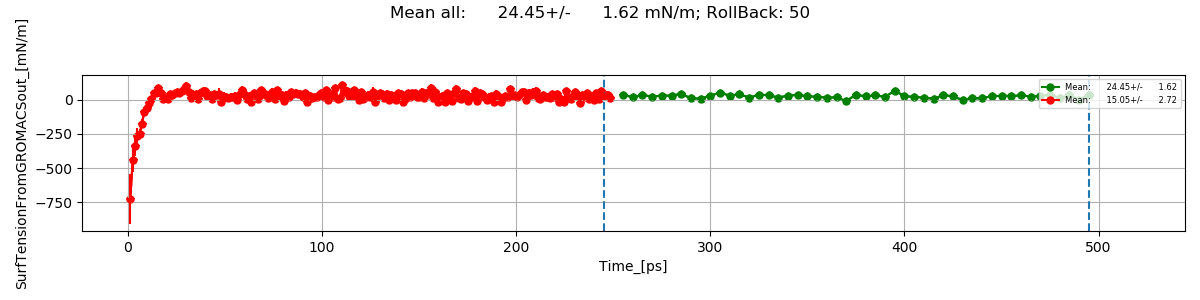 Mean all: 24.45+/- 1.62 mN/m; RollBack: 50
SurfTensionFromGROMACSout_[mN/m]
0
−250
−500
−750
Mean: 24.45+/- 1.62
Mean: 15.05+/- 2.72
0 100 200 300 400 500
Time_[ps]